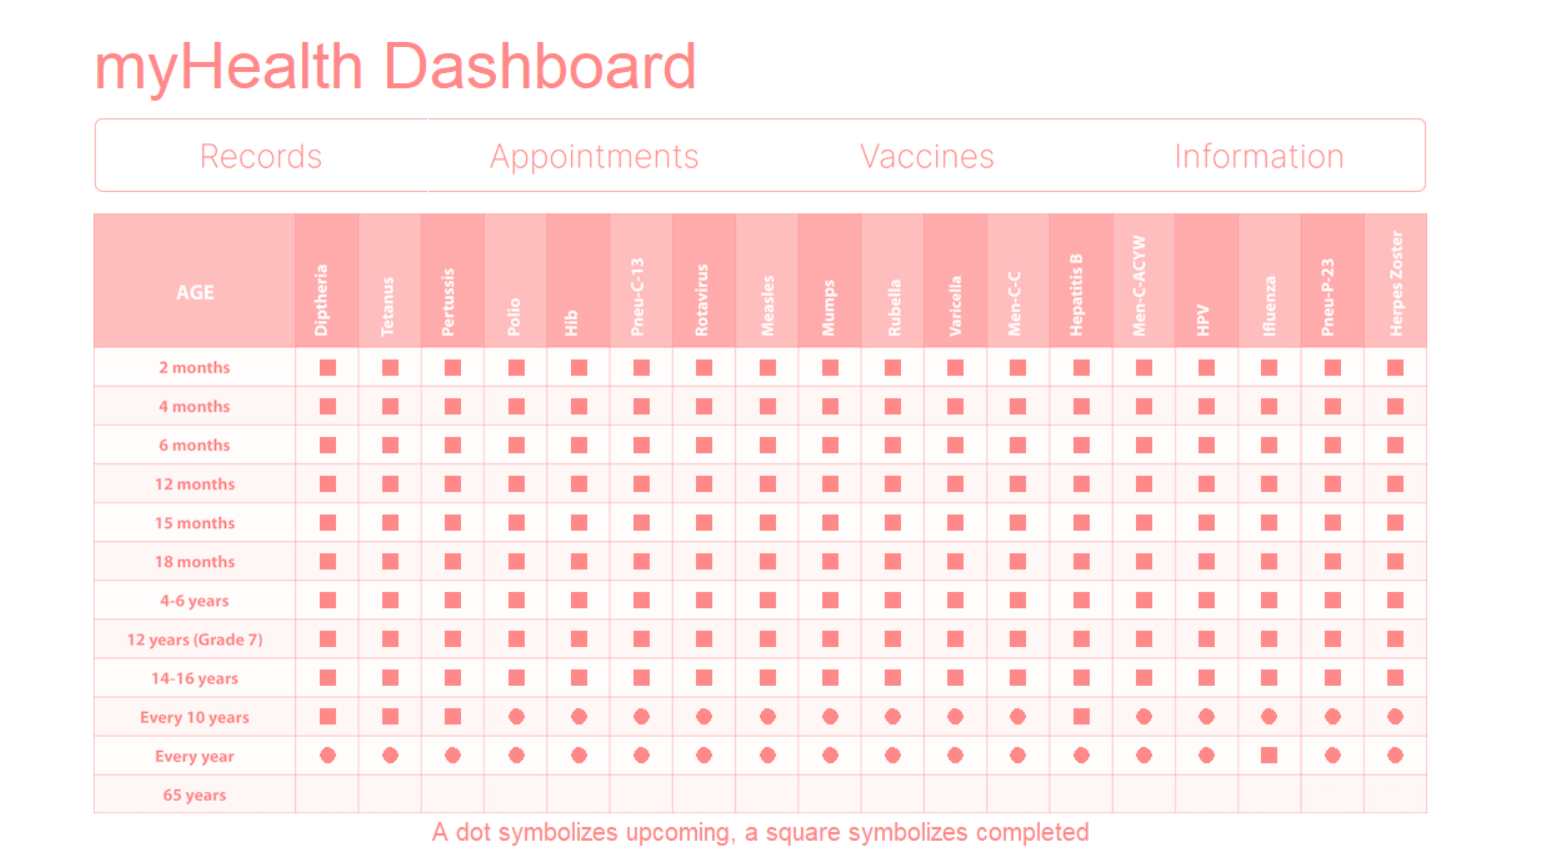 myHealth Dashboard
Records Appointments Vaccines Information
AGE Diptheria Tetanus Pertussis Polio Hib Pneu-C-13 Rotavirus Measles Mumps Rubella Varicella Men-C-C Hepatitis B Men-C-ACYW HPV Ifluenza Pneu-P-23 Herpes Zoster
2 months
4 months
6 months
12 months
15 months
18 months
4-6 years
12 years (Grade 7)
14-16 years
Every 10 years
Every year
65 years
A dot symbolizes upcoming, a square symbolizes completed